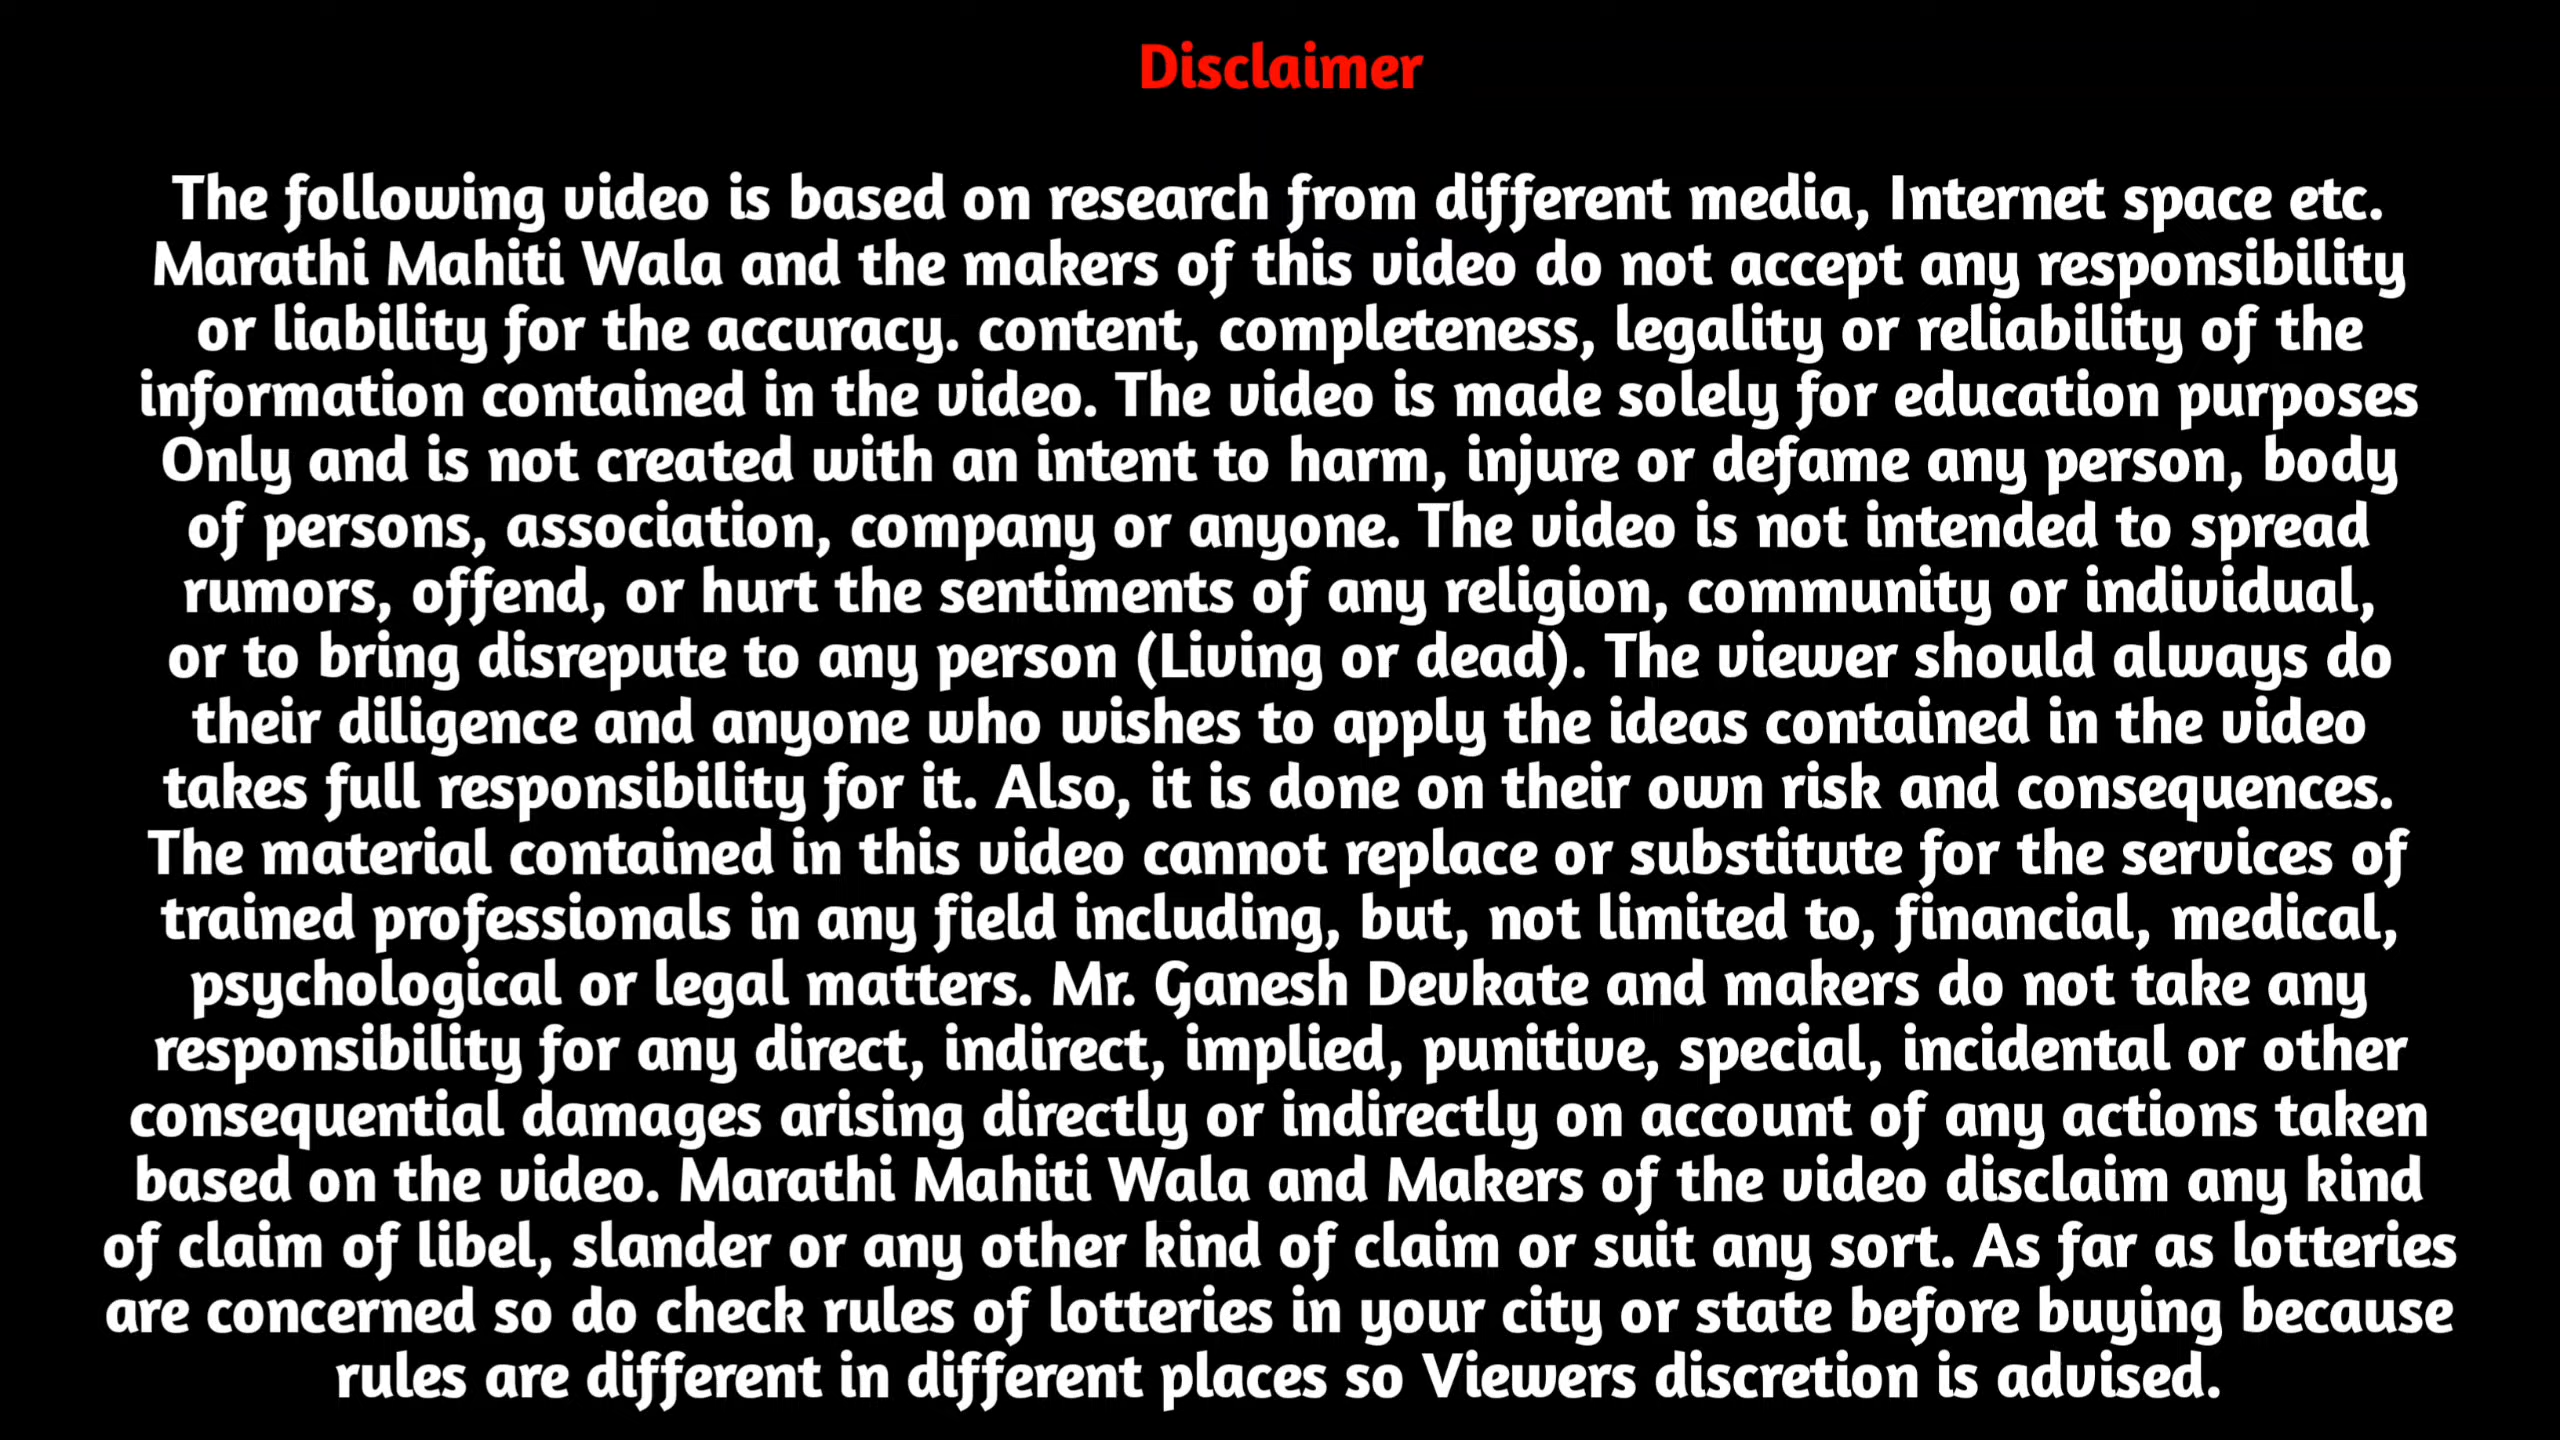 Disclaimer
The following video is based on research from different media, Internet space etc.
Marathi Mahiti Wala and the makers of this video do not accept any responsibility
or liability for the accuracy. content, completeness, legality or reliability of the
information contained in the video. The video is made solely for education purposes
Only and is not created with an intent to harm, injure or defame any person, body
of persons, association, company or anyone. The video is not intended to spread
rumors, offend, or hurt the sentiments of any religion, community or individual,
or to bring disrepute to any person (Living or dead). The viewer should always do
their diligence and anyone who wishes to apply the ideas contained in the video
takes full responsibility for it. Also, it is done on their own risk and consequences.
The material contained in this video cannot replace or substitute for the services of
trained professionals in any field including, but, not limited to, financial, medical,
psychological or legal matters. Mr. Ganesh Devkate and makers do not take any
responsibility for any direct, indirect, implied, punitive, special, incidental or other
consequential damages arising directly or indirectly on account of any actions taken
based on the video. Marathi Mahiti Wala and Makers of the video disclaim any kind
of claim of libel, slander or any other kind of claim or suit any sort. As far as lotteries
are concerned so do check rules of lotteries in your city or state before buying because
rules are different in different places so Viewers discretion is advised.